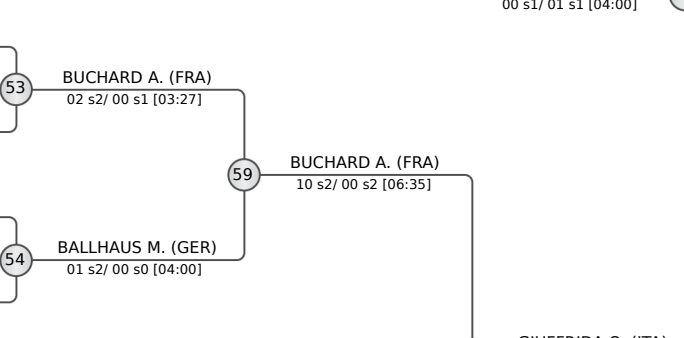 00 s1/ 01 s1 [04:00]
53
BUCHARD A. (FRA)
02 s2/ 00 s1 [03:27]
59
BUCHARD A. (FRA)
10 s2/ 00 s2 [06:35]
54
BALLHAUS M. (GER)
01 s2/ 00 s0 [04:00]